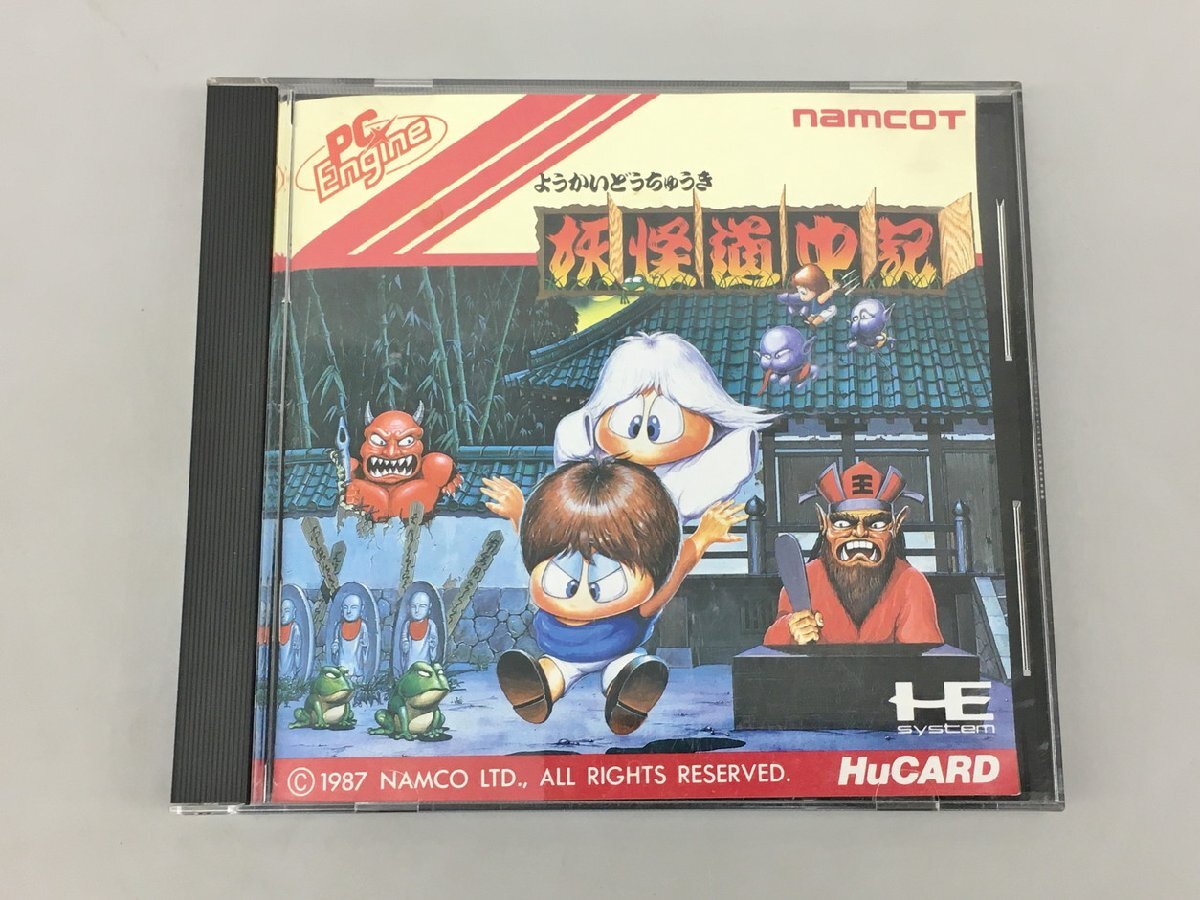 PC Engine
namcot
ようかいどうちゅうき
妖怪道中記
王
HE
system
© 1987 NAMCO LTD., ALL RIGHTS RESERVED.
HuCARD